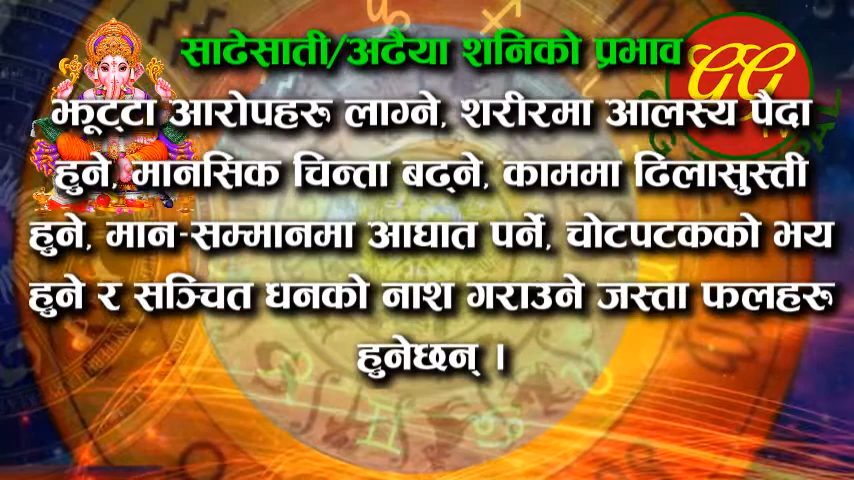 साढेसाती/अढैया शनिको प्रभाव
GG
झूट्टा आरोपहरू लाग्ने, शरीरमा आलस्य पैदा
हुने, मानसिक चिन्ता बढ्ने, काममा ढिलासुस्ती
हुने, मान-सम्मानमा आघात पर्ने, चोटपटकको भय
हुने र सञ्चित धनको नाश गराउने जस्ता फलहरू
हुनेछन् ।